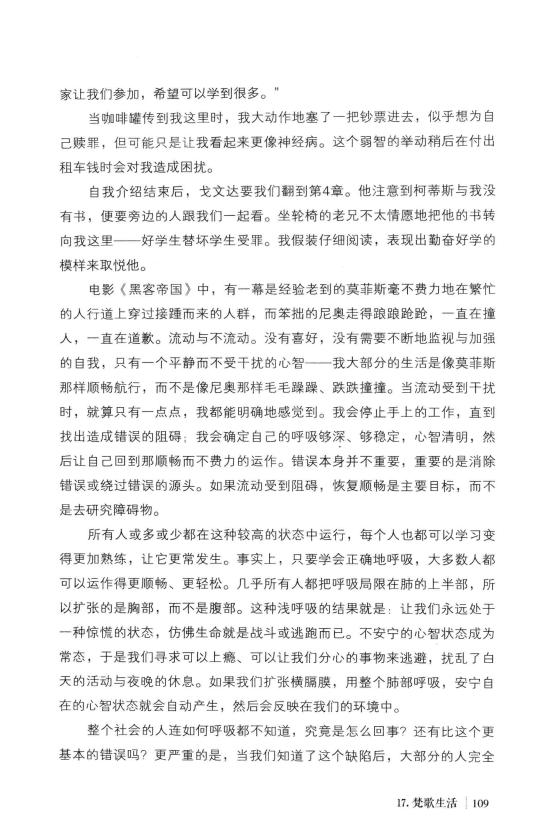 家让我们参加，希望可以学到很多。”
当咖啡罐传到我这里时，我大动作地塞了一把钞票进去，似乎想为自
己赎罪，但可能只是让我看起来更像神经病。这个弱智的举动稍后在付出
租车钱时会对我造成困扰。
自我介绍结束后，戈文达要我们翻到第4章。他注意到柯蒂斯与我没
有书，便要旁边的人跟我们一起看。坐轮椅的老兄不太情愿地把他的书转
向我这里——好学生替坏学生受罪。我假装仔细阅读，表现出勤奋好学的
模样来取悦他。
电影《黑客帝国》中，有一幕是经验老到的莫菲斯毫不费力地在繁忙
的人行道上穿过接踵而来的人群，而笨拙的尼奥走得踉踉跄跄，一直在撞
人，一直在道歉。流动与不流动。没有喜好，没有需要不断地监视与加强
的自我，只有一个平静而不受干扰的心智——我大部分的生活是像莫菲斯
那样顺畅航行，而不是像尼奥那样毛毛躁躁、跌跌撞撞。当流动受到干扰
时，就算只有一点点，我都能明确地感觉到。我会停止手上的工作，直到
找出造成错误的阻碍；我会确定自己的呼吸够深、够稳定，心智清明，然
后让自己回到那顺畅而不费力的运作。错误本身并不重要，重要的是消除
错误或绕过错误的源头。如果流动受到阻碍，恢复顺畅是主要目标，而不
是去研究障碍物。
所有人或多或少都在这种较高的状态中运行，每个人也都可以学习变
得更加熟练，让它更常发生。事实上，只要学会正确地呼吸，大多数人都
可以运作得更顺畅、更轻松。几乎所有人都把呼吸局限在肺的上半部，所
以扩张的是胸部，而不是腹部。这种浅呼吸的结果就是：让我们永远处于
一种惊慌的状态，仿佛生命就是战斗或逃跑而已。不安宁的心智状态成为
常态，于是我们寻求可以上瘾、可以让我们分心的事物来逃避，扰乱了白
天的活动与夜晚的休息。如果我们扩张横膈膜，用整个肺部呼吸，安宁自
在的心智状态就会自动产生，然后会反映在我们的环境中。
整个社会的人连如何呼吸都不知道，究竟是怎么回事？还有比这个更
基本的错误吗？更严重的是，当我们知道了这个缺陷后，大部分的人完全
17. 梵歌生活 | 109